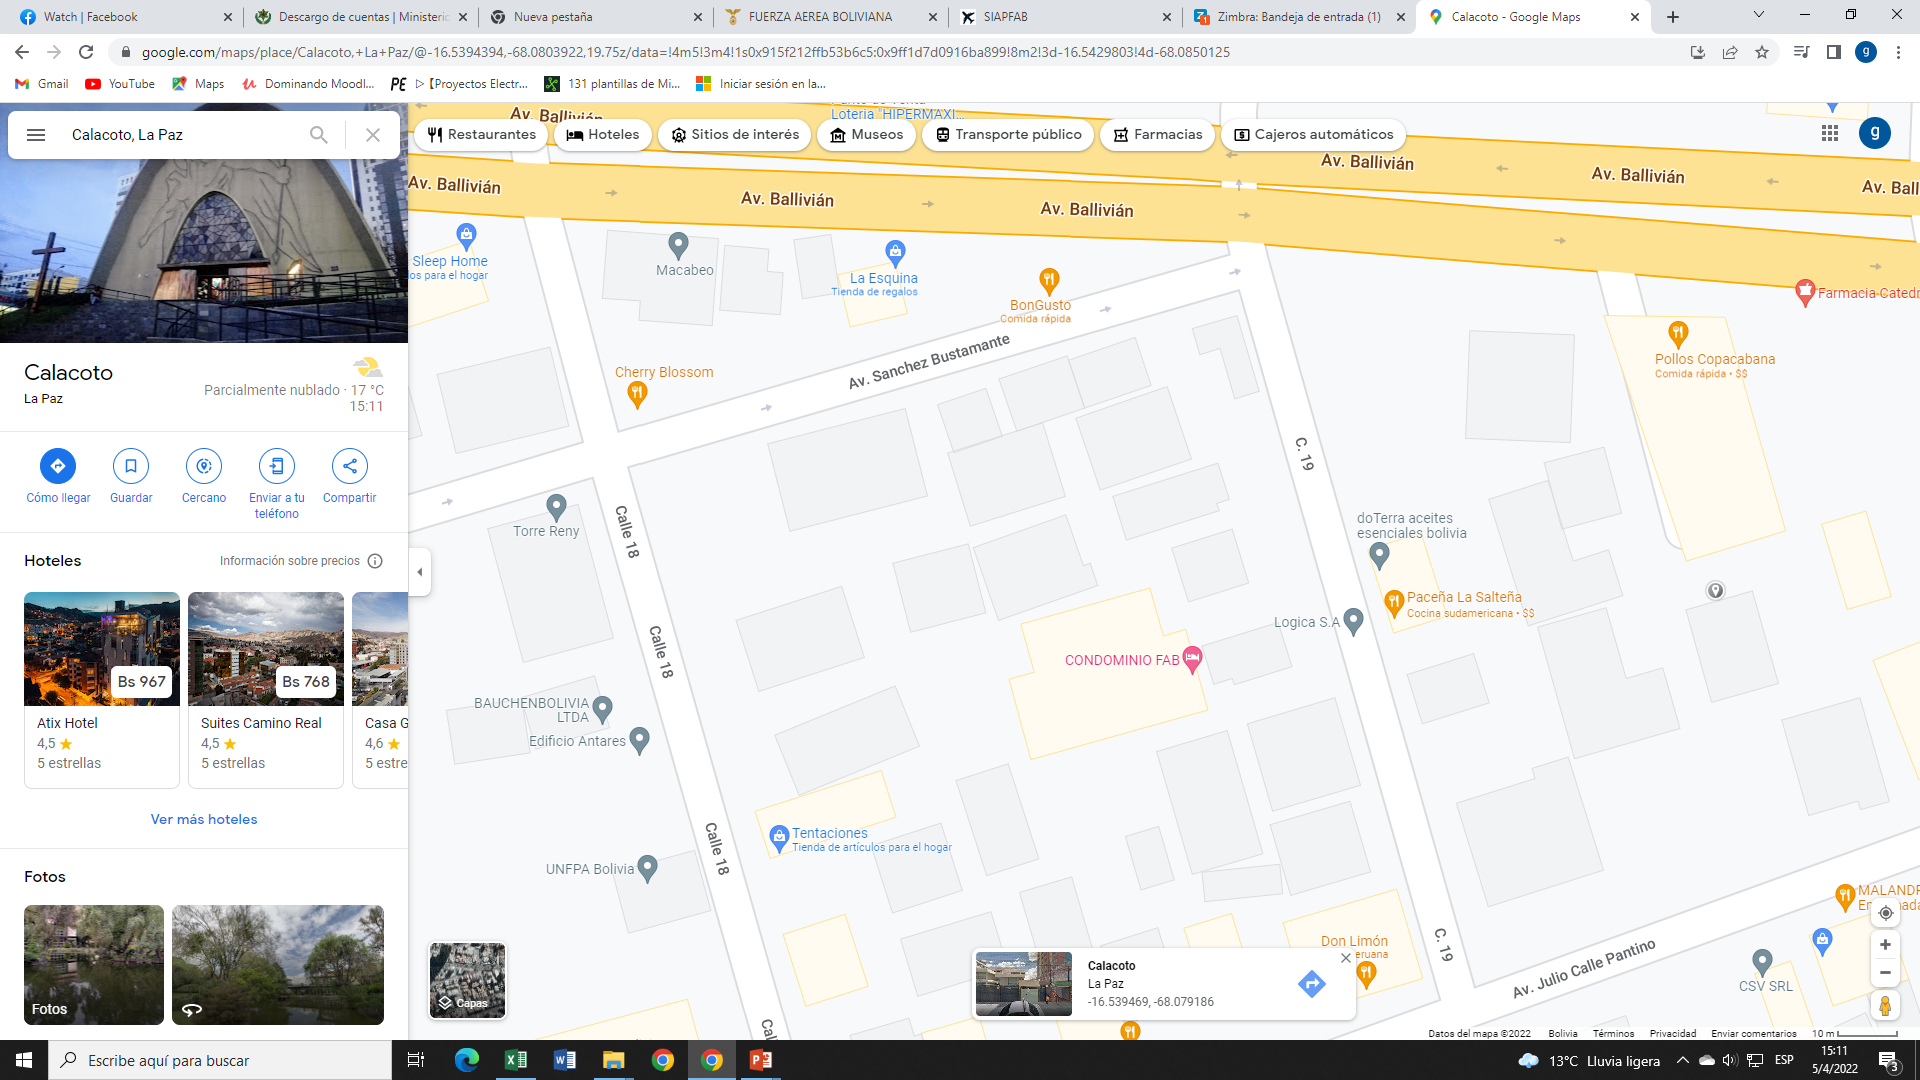 Watch | Facebook
Descargo de cuentas | Ministeric
Nueva pestaña
FUERZA AEREA BOLIVIANA
SIAPFAB
Zimbra: Bandeja de entrada (1)
Calacoto - Google Maps
google.com/maps/place/Calacoto,+La+Paz/@-16.5394394,-68.0803922,19.75z/data=!4m5!3m4!1s0x915f212ffb53b6c5:0x9ff1d7d0916ba899!8m2!3d-16.5429803!4d-68.0850125
g
Gmail
YouTube
Maps
Dominando Moodl...
PE
▷【Proyectos Electr...
131 plantillas de Mi...
Iniciar sesión en la...
Calacoto, La Paz
Restaurantes
Hoteles
Sitios de interés
Museos
Transporte público
Farmacias
Cajeros automáticos
g
Calacoto
La Paz
Parcialmente nublado · 17 °C
15:11
Cómo llegar
Guardar
Cercano
Enviar a tu
teléfono
Compartir
Hoteles
Información sobre precios
Bs 967
Bs 768
Atix Hotel
4,5
5 estrellas
Suites Camino Real
4,5
5 estrellas
Casa G
4,6
5 estre
Ver más hoteles
Fotos
Fotos
Av. Ballivián
Lotería "HIPERMAXI...
Av. Ballivián
Av. Ballivián
Av. Ball
Av. Ballivián
Av. Ballivián
Av. Ballivián
Sleep Home
los para el hogar
Macabeo
La Esquina
Tienda de regalos
BonGusto
Comida rápida
Farmacia Catedr
Av. Sanchez Bustamante
Cherry Blossom
Pollos Copacabana
Comida rápida • $$
C. 19
Torre Reny
Calle 18
doTerra aceites
esenciales bolivia
Paceña La Salteña
Cocina sudamericana • $$
Logica S.A
CONDOMINIO FAB
Calle 18
BAUCHENBOLIVIA
LTDA
Edificio Antares
Tentaciones
Tienda de artículos para el hogar
Calle 18
UNFPA Bolivia
MALANDR
Don Limón
eruana
C. 19
Av. Julio Calle Pantino
CSV SRL
Cal
Capas
Calacoto
La Paz
-16.539469, -68.079186
Datos del mapa ©2022
Bolivia
Términos
Privacidad
Enviar comentarios
10 m
Escribe aquí para buscar
13°C
Lluvia ligera
ESP
15:11
5/4/2022
3